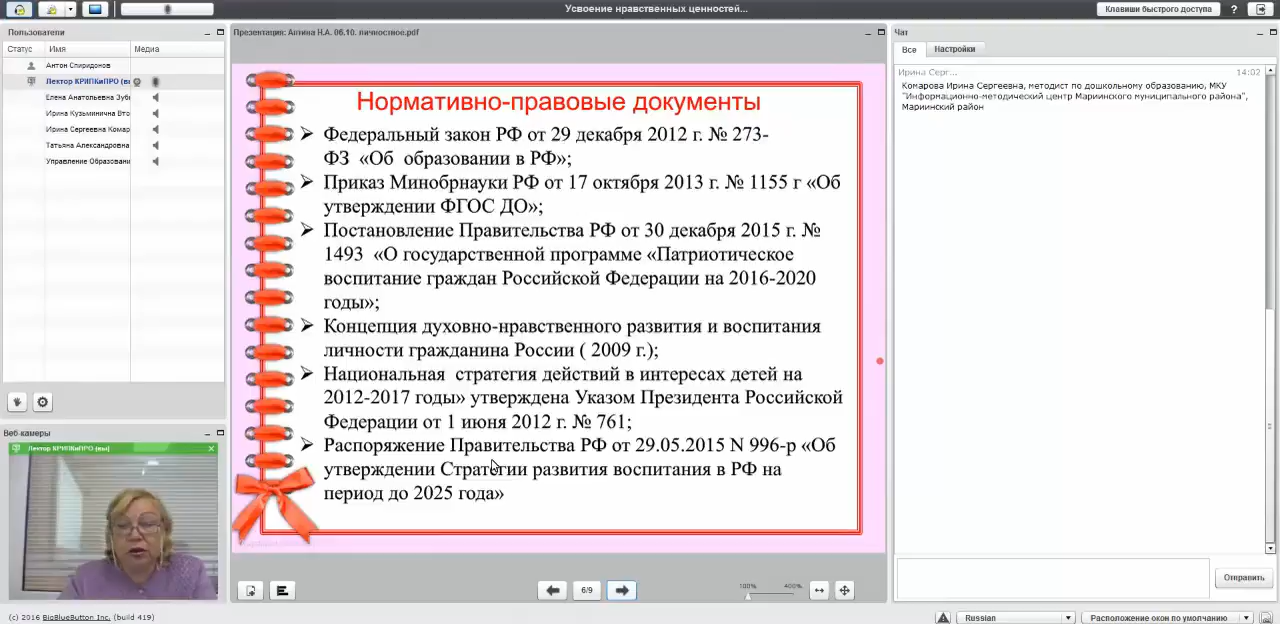 Усвоение нравственных ценностей...
Клавиши быстрого доступа
?
Пользователи
Статус Имя Медиа
Антон Спиридонов
Лектор КРИПКиПРО (вы
Елена Анатольевна Зуб
Ирина Кузьминична Вто
Ирина Сергеевна Комар
Татьяна Александровна
Управление Образовани
Веб-камеры
Лектор КРИПКиПРО (вы)
Презентация: Апина Н.А. 06.10. личностное.pdf
Нормативно-правовые документы
Федеральный закон РФ от 29 декабря 2012 г. № 273-
ФЗ «Об образовании в РФ»;
Приказ Минобрнауки РФ от 17 октября 2013 г. № 1155 г «Об
утверждении ФГОС ДО»;
Постановление Правительства РФ от 30 декабря 2015 г. №
1493 «О государственной программе «Патриотическое
воспитание граждан Российской Федерации на 2016-2020
годы»;
Концепция духовно-нравственного развития и воспитания
личности гражданина России ( 2009 г.);
Национальная стратегия действий в интересах детей на
2012-2017 годы» утверждена Указом Президента Российской
Федерации от 1 июня 2012 г. № 761;
Распоряжение Правительства РФ от 29.05.2015 N 996-р «Об
утверждении Стратегии развития воспитания в РФ на
период до 2025 года»
6/9
100% 400%
Чат
Все Настройки
Ирина Серг... 14:02
Комарова Ирина Сергеевна, методист по дошкольному образованию, МКУ
"Информационно-методический центр Мариинского муниципального района",
Мариинский район
Отправить
(c) 2016 BigBlueButton Inc. (build 419)
Russian
Расположение окон по умолчанию